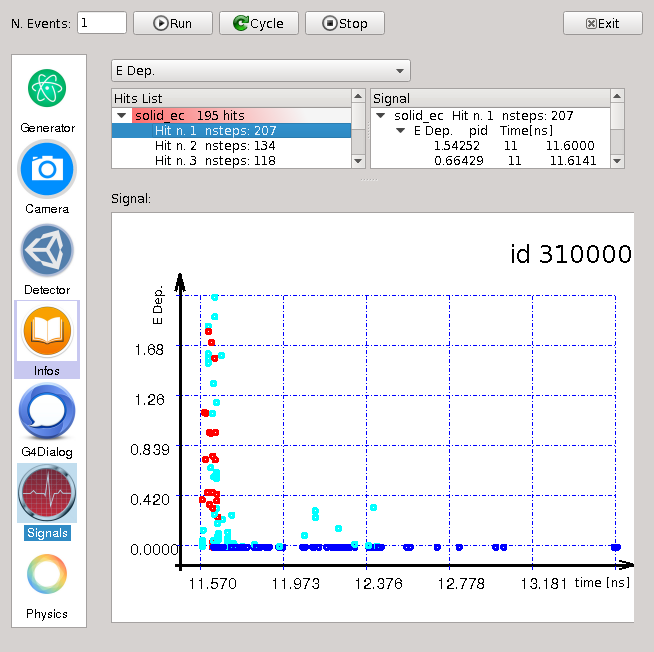 N. Events: 1 Run Cycle Stop Exit
Generator
Camera
Detector
Infos
G4Dialog
Signals
Physics
E Dep.
Hits List
solid_ec 195 hits
Hit n. 1 nsteps: 207
Hit n. 2 nsteps: 134
Hit n. 3 nsteps: 118
Signal
solid_ec Hit n. 1 nsteps: 207
E Dep. pid Time[ns]
1.54252 11 11.6000
0.66429 11 11.6141
Signal:
id 310000
E Dep.
1.68
1.26
0.839
0.420
0.0000
11.570 11.973 12.376 12.778 13.181 time [ns]